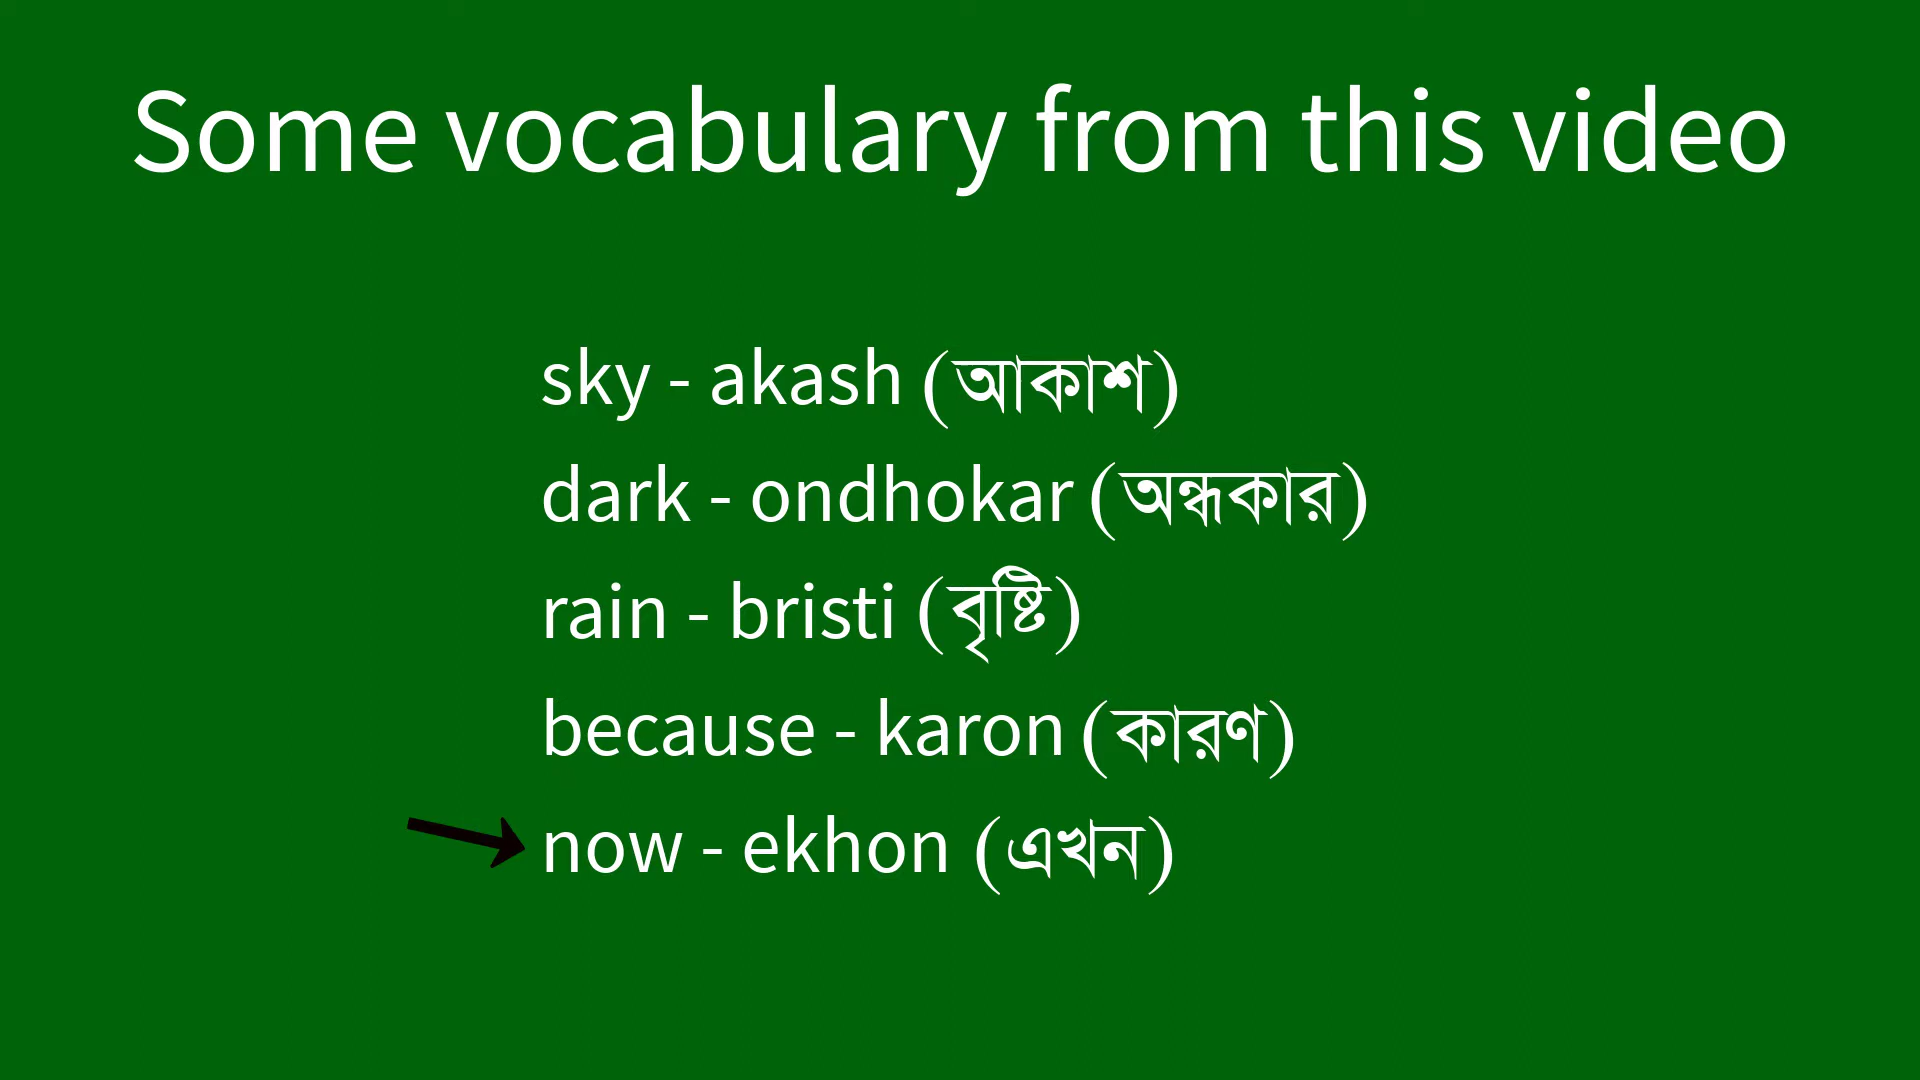 Some vocabulary from this video
sky - akash (আকাশ)
dark - ondhokar (অন্ধকার)
rain - bristi (বৃষ্টি)
because - karon (কারণ)
now - ekhon (এখন)